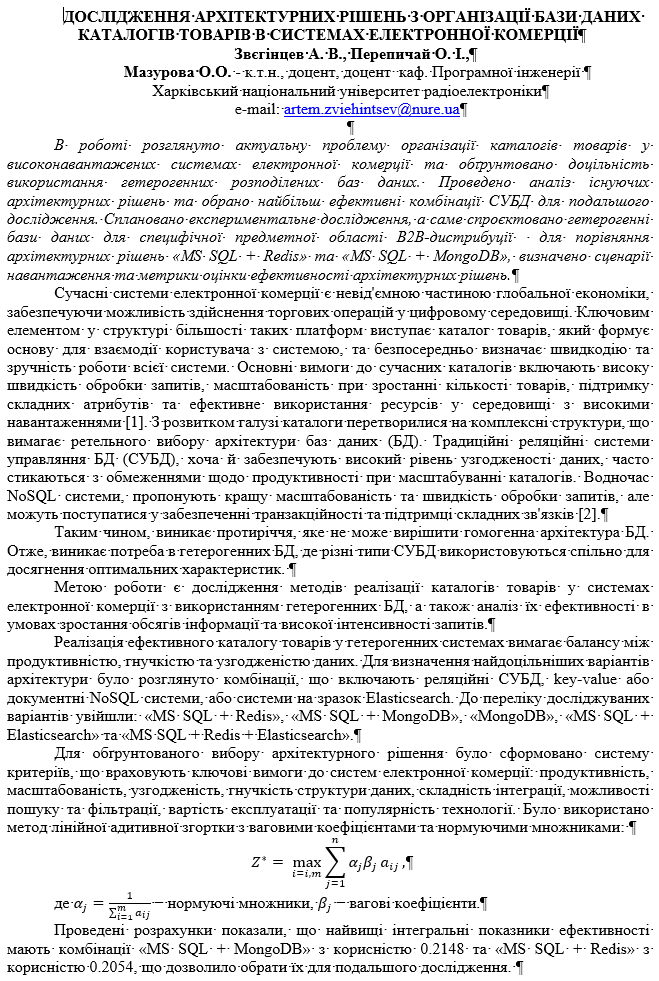 ДОСЛІДЖЕННЯ АРХІТЕКТУРНИХ РІШЕНЬ З ОРГАНІЗАЦІЇ БАЗИ ДАНИХ
КАТАЛОГІВ ТОВАРІВ В СИСТЕМАХ ЕЛЕКТРОННОЇ КОМЕРЦІЇ¶
Звєгінцев А. В., Перепичай О. І.,¶
Мазурова О.О. - к.т.н., доцент, доцент каф. Програмної інженерії¶
Харківський національний університет радіоелектроніки¶
e-mail: artem.zviehintsev@nure.ua¶
¶
В роботі розглянуто актуальну проблему організації каталогів товарів у
високонавантажених системах електронної комерції та обґрунтовано доцільність
використання гетерогенних розподілених баз даних. Проведено аналіз існуючих
архітектурних рішень та обрано найбільш ефективні комбінації СУБД для подальшого
дослідження. Сплановано експериментальне дослідження, а саме спроєктовано гетерогенні
бази даних для специфічної предметної області B2B-дистрибуції для порівняння
архітектурних рішень «MS SQL + Redis» та «MS SQL + MongoDB», визначено сценарії
навантаження та метрики оцінки ефективності архітектурних рішень.¶
Сучасні системи електронної комерції є невід'ємною частиною глобальної економіки,
забезпечуючи можливість здійснення торгових операцій у цифровому середовищі. Ключовим
елементом у структурі більшості таких платформ виступає каталог товарів, який формує
основу для взаємодії користувача з системою, та безпосередньо визначає швидкодію та
зручність роботи всієї системи. Основні вимоги до сучасних каталогів включають високу
швидкість обробки запитів, масштабованість при зростанні кількості товарів, підтримку
складних атрибутів та ефективне використання ресурсів у середовищі з високими
навантаженнями [1]. З розвитком галузі каталоги перетворилися на комплексні структури, що
вимагає ретельного вибору архітектури баз даних (БД). Традиційні реляційні системи
управління БД (СУБД), хоча й забезпечують високий рівень узгодженості даних, часто
стикаються з обмеженнями щодо продуктивності при масштабуванні каталогів. Водночас
NoSQL системи, пропонують кращу масштабованість та швидкість обробки запитів, але
можуть поступатися у забезпеченні транзакційності та підтримці складних зв'язків [2].¶
Таким чином, виникає протиріччя, яке не може вирішити гомогенна архітектура БД.
Отже, виникає потреба в гетерогенних БД, де різні типи СУБД використовуються спільно для
досягнення оптимальних характеристик. ¶
Метою роботи є дослідження методів реалізації каталогів товарів у системах
електронної комерції з використанням гетерогенних БД, а також аналіз їх ефективності в
умовах зростання обсягів інформації та високої інтенсивності запитів.¶
Реалізація ефективного каталогу товарів у гетерогенних системах вимагає балансу між
продуктивністю, гнучкістю та узгодженістю даних. Для визначення найдоцільніших варіантів
архітектури було розглянуто комбінації, що включають реляційні СУБД, key-value або
документні NoSQL системи, або системи на зразок Elasticsearch. До переліку досліджуваних
варіантів увійшли: «MS SQL + Redis», «MS SQL + MongoDB», «MongoDB», «MS SQL +
Elasticsearch» та «MS SQL + Redis + Elasticsearch».¶
Для обґрунтованого вибору архітектурного рішення було сформовано систему
критеріїв, що враховують ключові вимоги до систем електронної комерції: продуктивність,
масштабованість, узгодженість, гнучкість структури даних, складність інтеграції, можливості
пошуку та фільтрації, вартість експлуатації та популярність технології. Було використано
метод лінійної адитивної згортки з ваговими коефіцієнтами та нормуючими множниками: ¶
Z* = max_{i=i,m} ∑_{j=1}^{n} α_j β_j a_{ij} ,¶
де α_j = 1/∑_{i=1}^{m} a_{ij} – нормуючі множники, β_j – вагові коефіцієнти.¶
Проведені розрахунки показали, що найвищі інтегральні показники ефективності
мають комбінації «MS SQL + MongoDB» з корисністю 0.2148 та «MS SQL + Redis» з
корисністю 0.2054, що дозволило обрати їх для подальшого дослідження. ¶